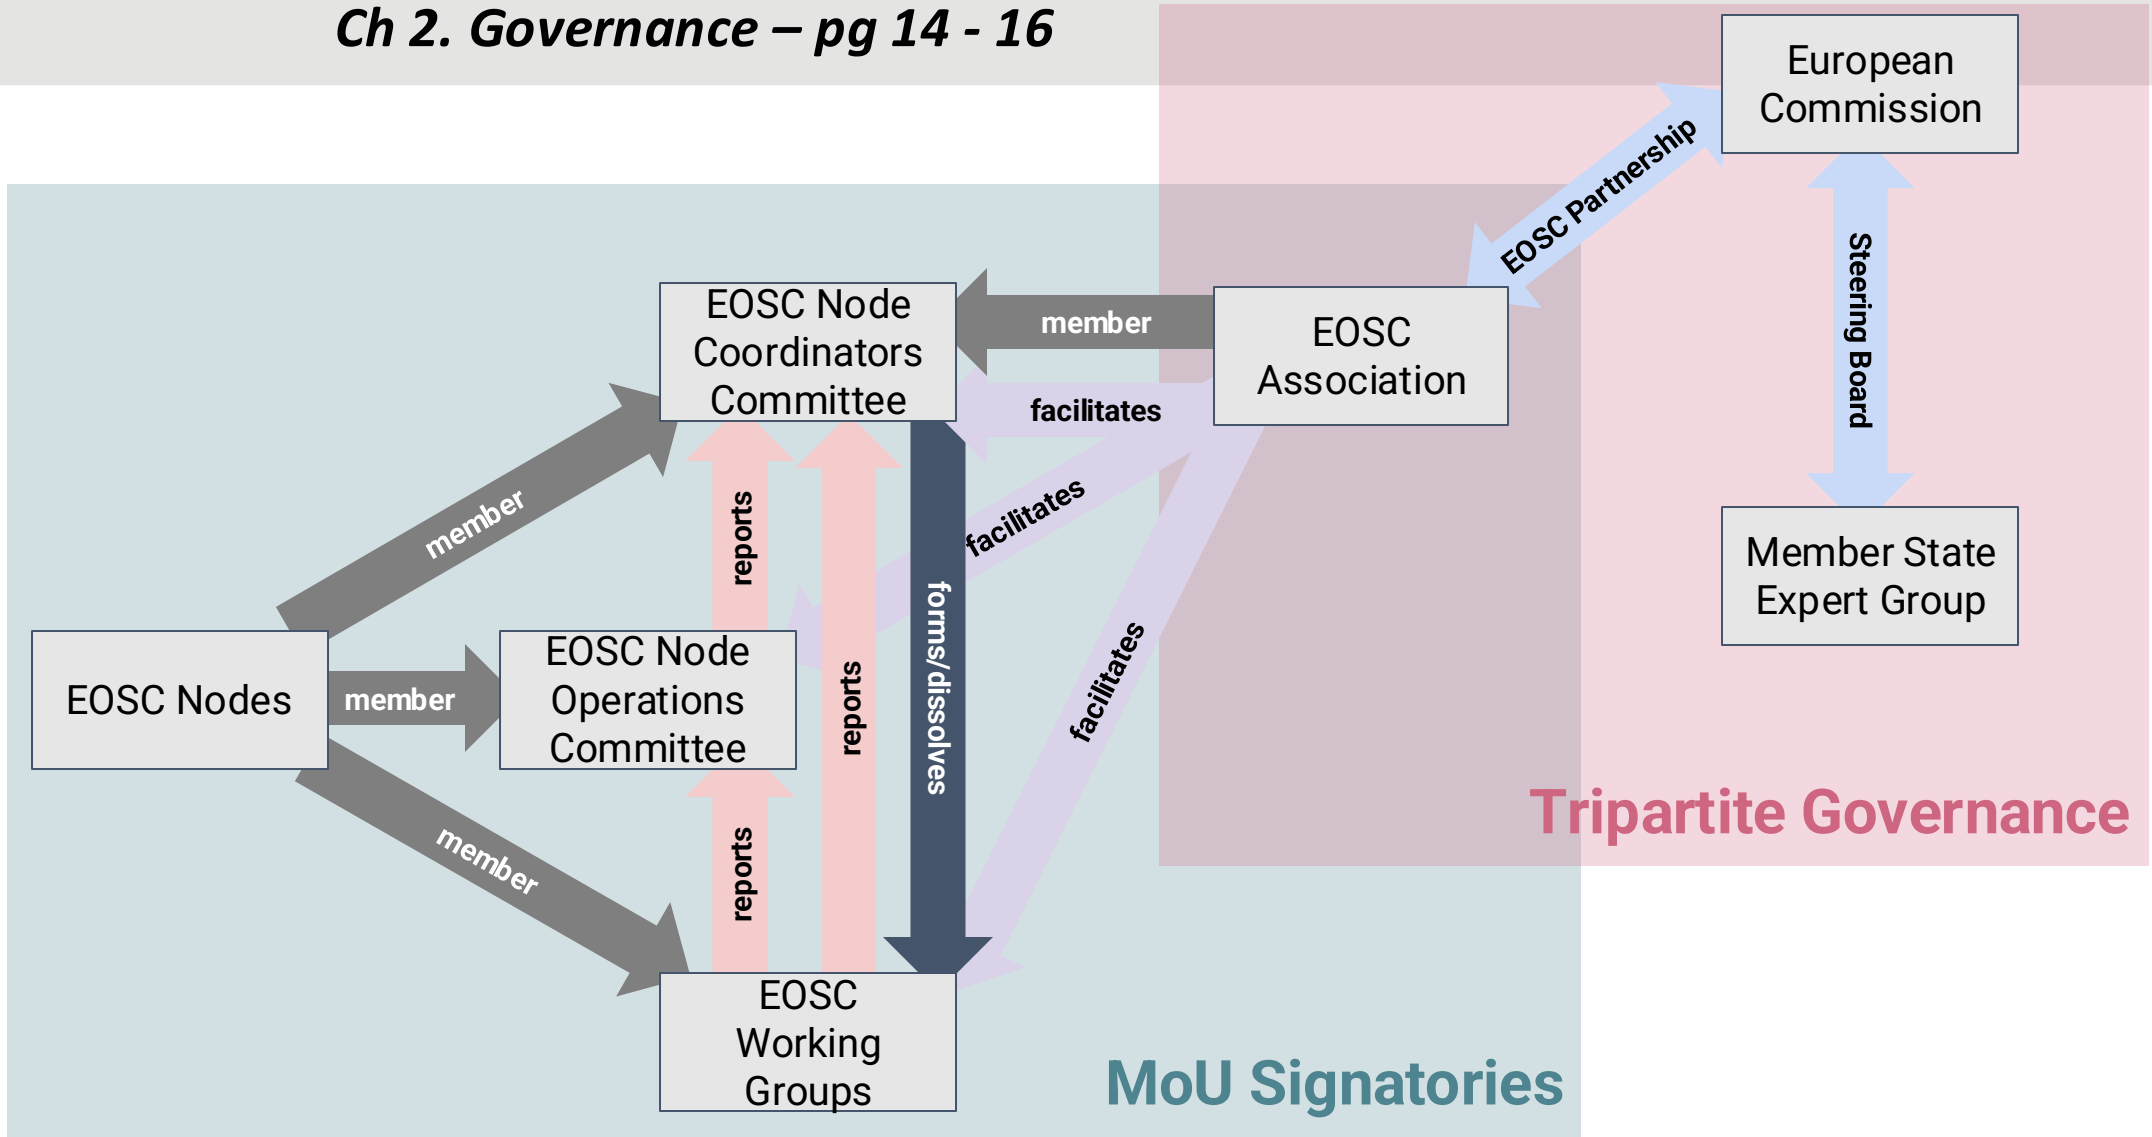 Ch 2. Governance – pg 14 - 16
European
Commission
EOSC Partnership
Steering Board
EOSC Node
Coordinators
Committee
member
EOSC
Association
facilitates
member
reports
facilitates
Member State
Expert Group
forms/disssolves
facilitates
EOSC Nodes
member
EOSC Node
Operations
Committee
reports
member
reports
Tripartite Governance
EOSC
Working
Groups
MoU Signatories